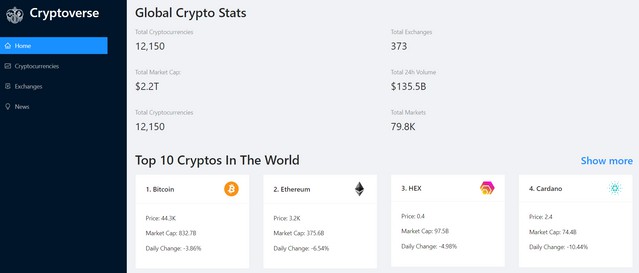 Cryptoverse
Home
Cryptocurrencies
Exchanges
News
Global Crypto Stats
Total Cryptocurrencies
12,150
Total Exchanges
373
Total Market Cap:
$2.2T
Total 24h Volume
$135.5B
Total Cryptocurrencies
12,150
Total Markets
79.8K
Top 10 Cryptos In The World
Show more
1. Bitcoin
Price: 44.3K
Market Cap: 832.7B
Daily Change: -3.86%
2. Ethereum
Price: 3.2K
Market Cap: 375.6B
Daily Change: -6.54%
3. HEX
Price: 0.4
Market Cap: 97.5B
Daily Change: -4.98%
4. Cardano
Price: 2.4
Market Cap: 74.4B
Daily Change: -10.44%